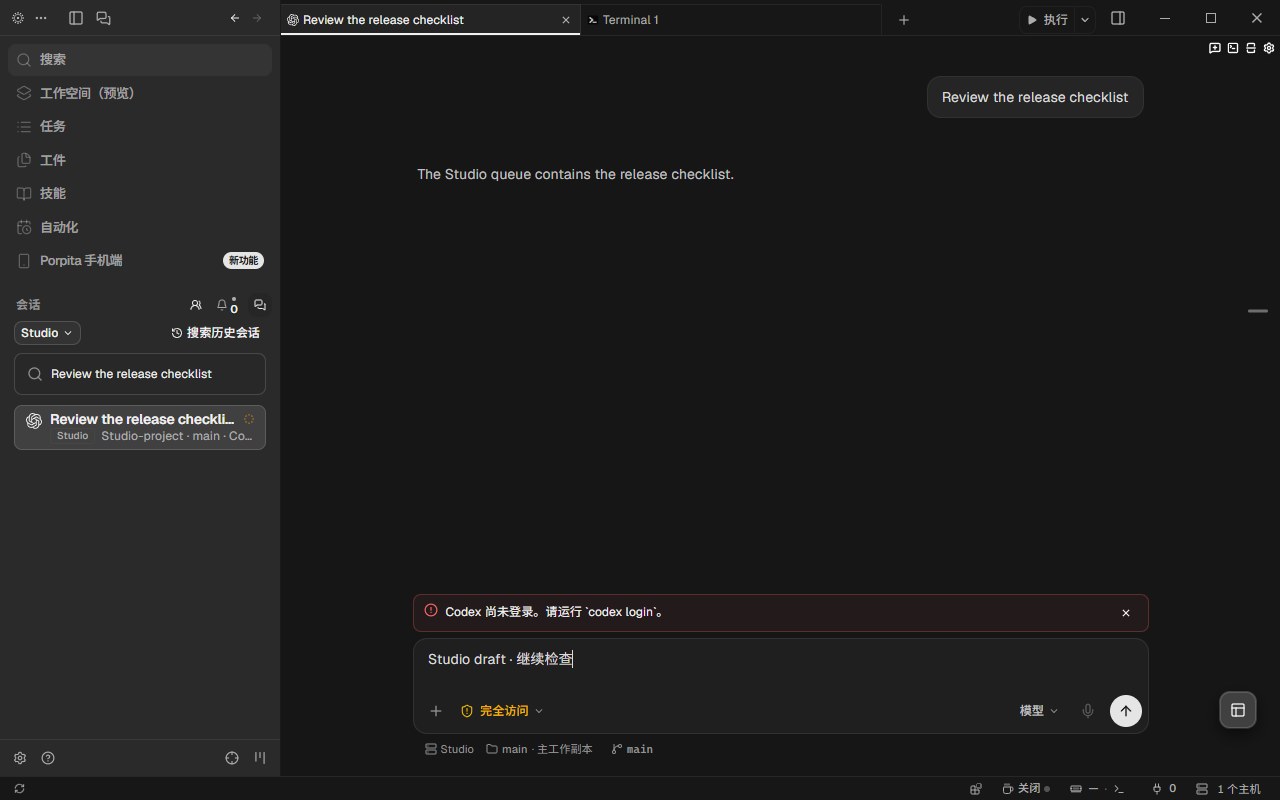 Review the release checklist
Terminal 1
执行
搜索
工作空间（预览）
任务
工件
技能
自动化
Porpita 手机端
新功能
会话
0
Studio
搜索历史会话
Review the release checklist
Review the release checkli...
Studio
Studio-project · main · Co...
Review the release checklist
The Studio queue contains the release checklist.
Codex 尚未登录。请运行 `codex login`。
Studio draft · 继续检查
完全访问
模型
Studio
main · 主工作副本
main
关闭
— ·
0
1 个主机